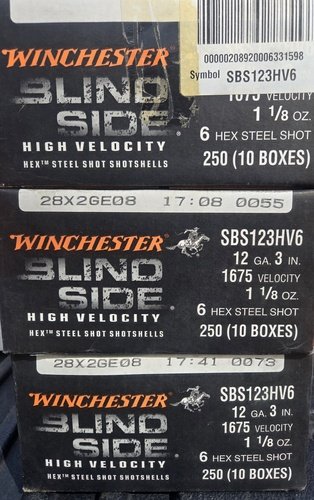 00000208920006331598
Symbol SBS123HV6
WINCHESTER
BLIND
SIDE®
HIGH VELOCITY
HEX™ STEEL SHOT SHOTSHELLS
1675 VELOCITY
1 1/8 OZ.
6 HEX STEEL SHOT
250 (10 BOXES)
28X2GE08 17:08 0055
WINCHESTER
BLIND
SIDE®
HIGH VELOCITY
HEX™ STEEL SHOT SHOTSHELLS
SBS123HV6
12 GA. 3 IN.
1675 VELOCITY
1 1/8 OZ.
6 HEX STEEL SHOT
250 (10 BOXES)
28X2GE08 17:41 0073
WINCHESTER
BLIND
SIDE®
HIGH VELOCITY
HEX™ STEEL SHOT SHOTSHELLS
SBS123HV6
12 GA. 3 IN.
1675 VELOCITY
1 1/8 OZ.
6 HEX STEEL SHOT
250 (10 BOXES)